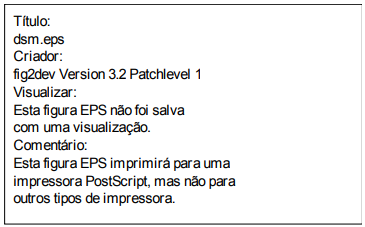 Título:
dsm.eps
Criador:
fig2dev Version 3.2 Patchlevel 1
Visualizar:
Esta figura EPS não foi salva
com uma visualização.
Comentário:
Esta figura EPS imprimirá para uma
impressora PostScript, mas não para
outros tipos de impressora.